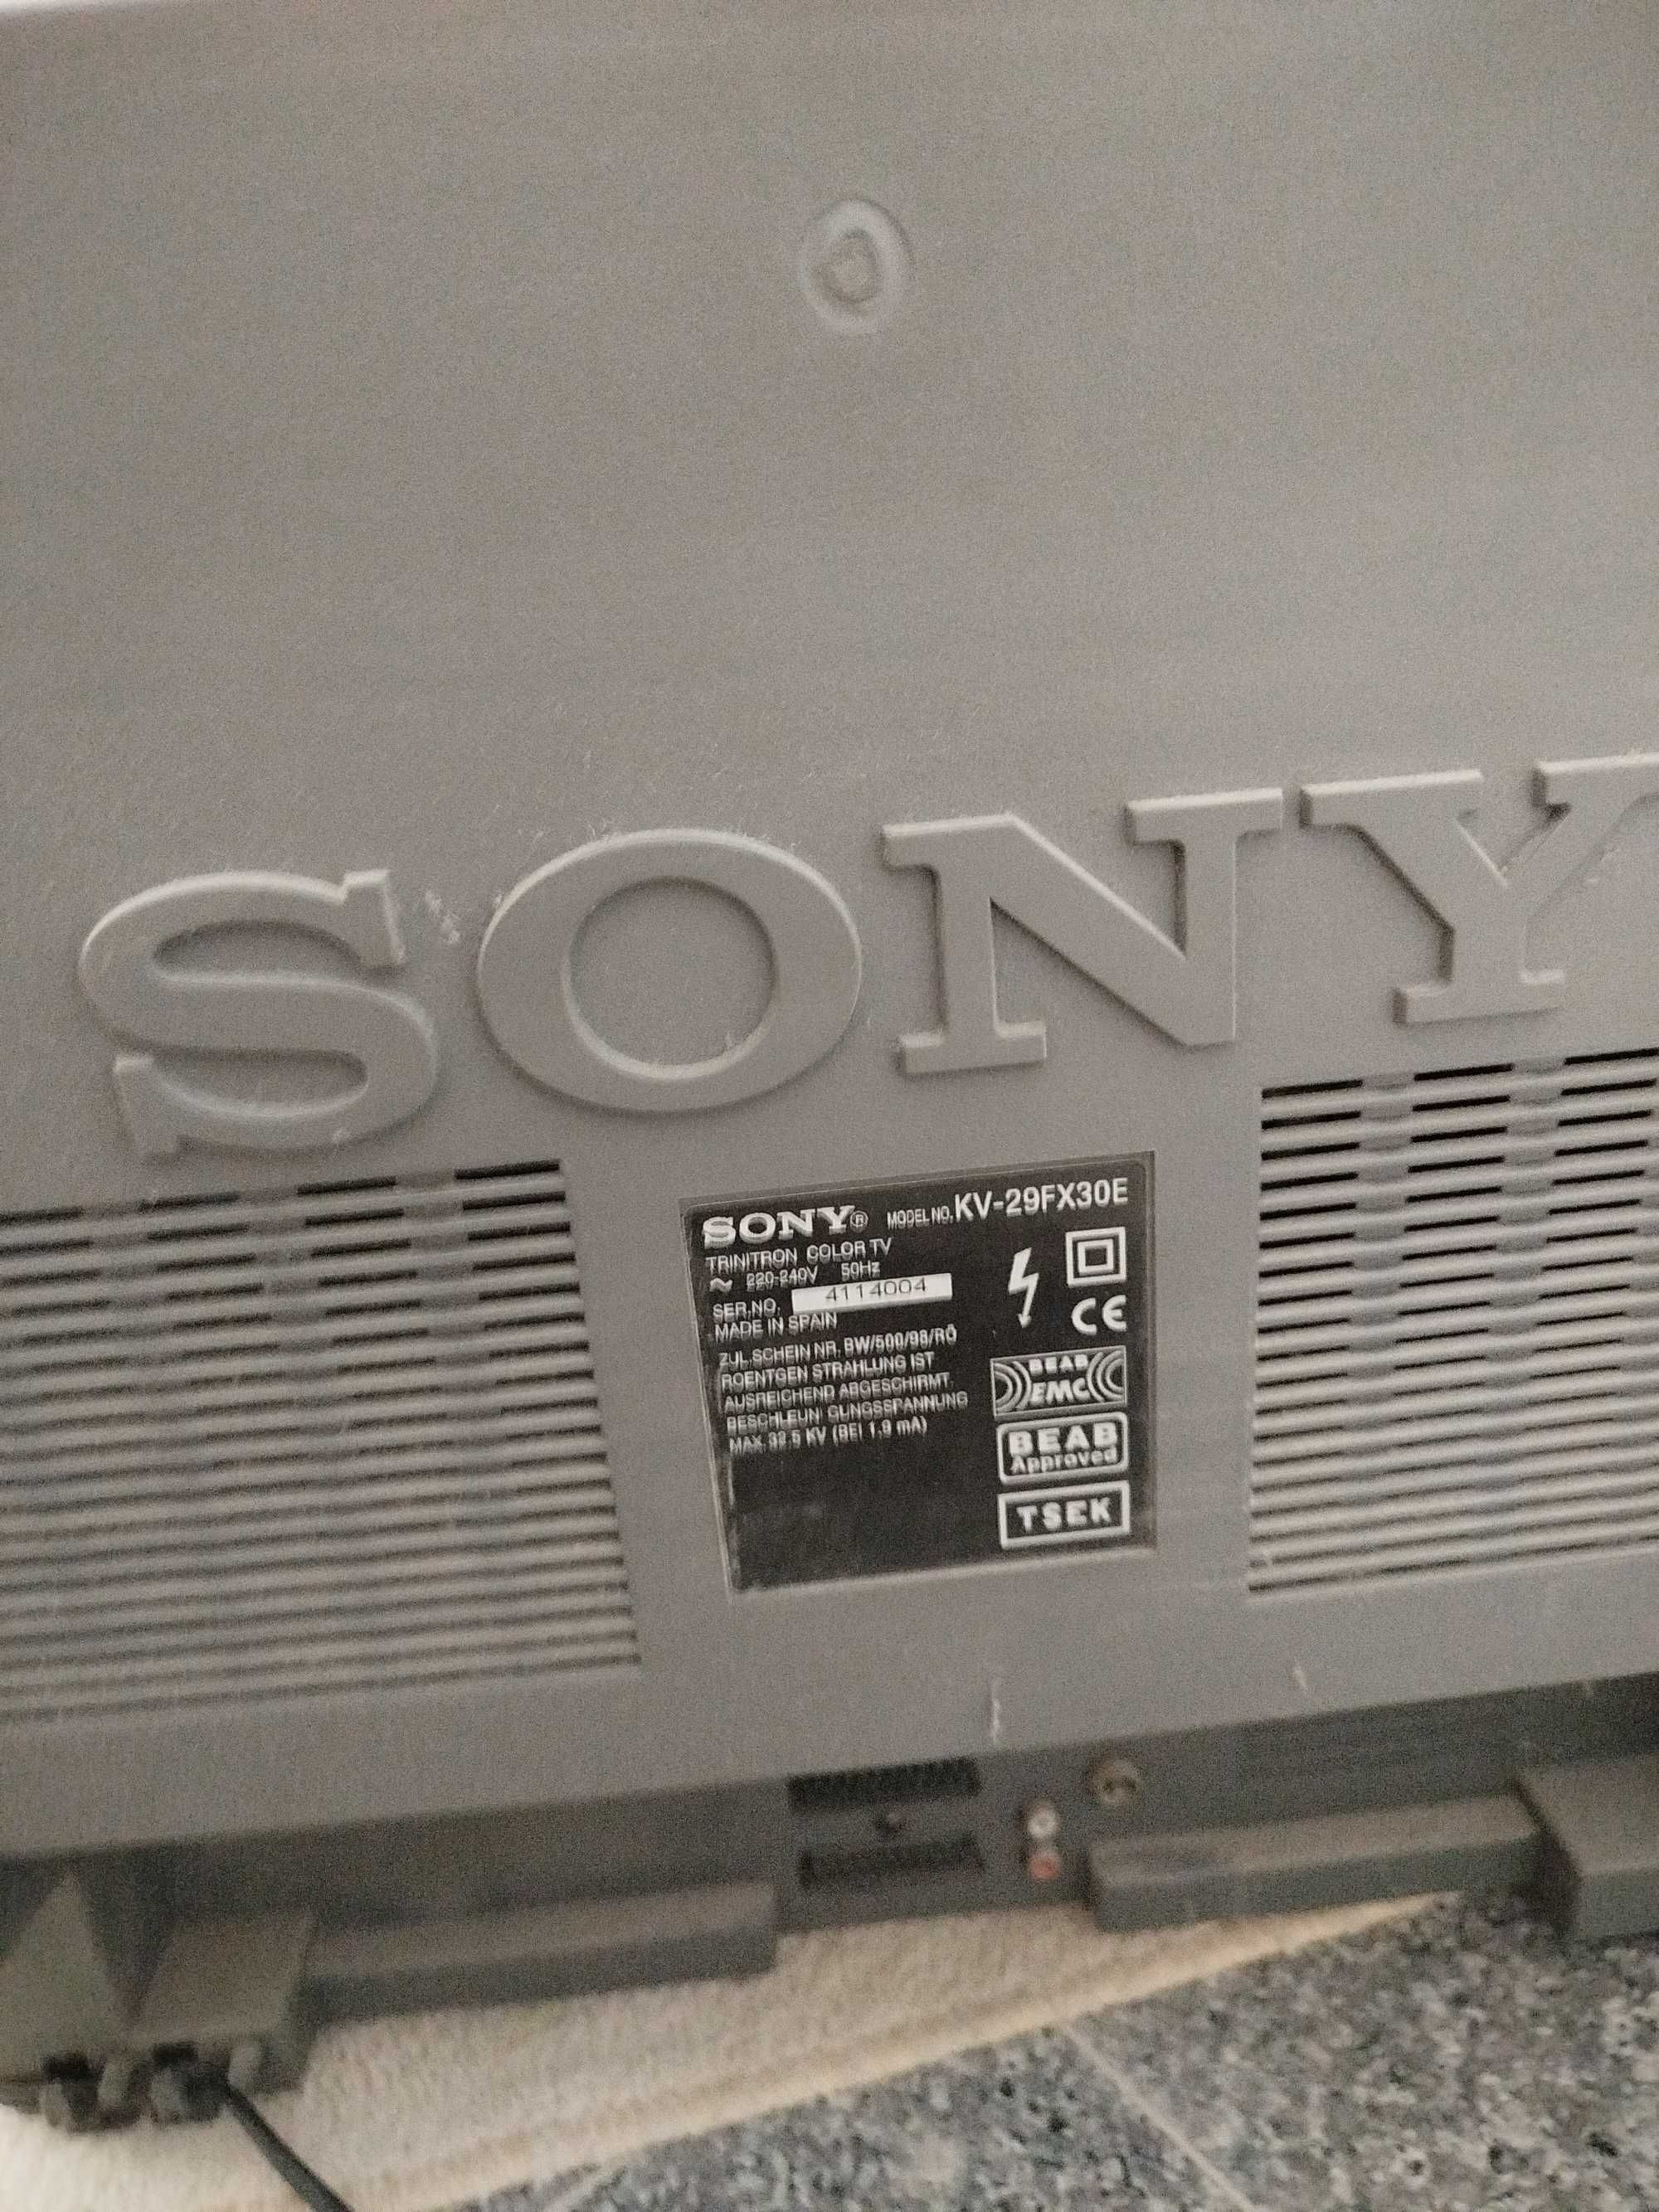 SONY
SONY® MODEL NO. KV-29FX30E
TRINITRON COLOR TV
~ 220-240V 50Hz
SER.NO. 4114004
MADE IN SPAIN
ZUL.SCHEIN NR. BW/500/98/RÖ
ROENTGEN STRAHLUNG IST
AUSREICHEND ABGESCHIRMT.
BESCHLEUNIGUNGSSPANNUNG
MAX. 32.5 KV (BEI 1.9 mA)
CE
BEAB
EMC
BEAB
Approved
TSEK